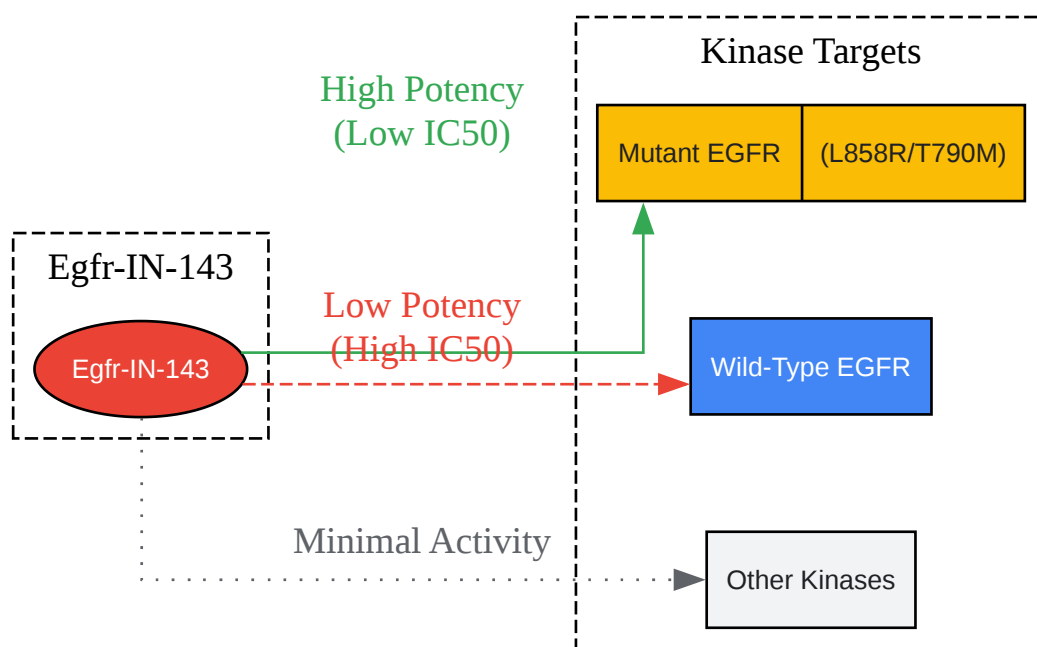 Kinase Targets
High Potency
(Low IC50)
Mutant EGFR
(L858R/T790M)
Egfr-IN-143
Low Potency
(High IC50)
Egfr-IN-143
Wild-Type EGFR
Minimal Activity
Other Kinases